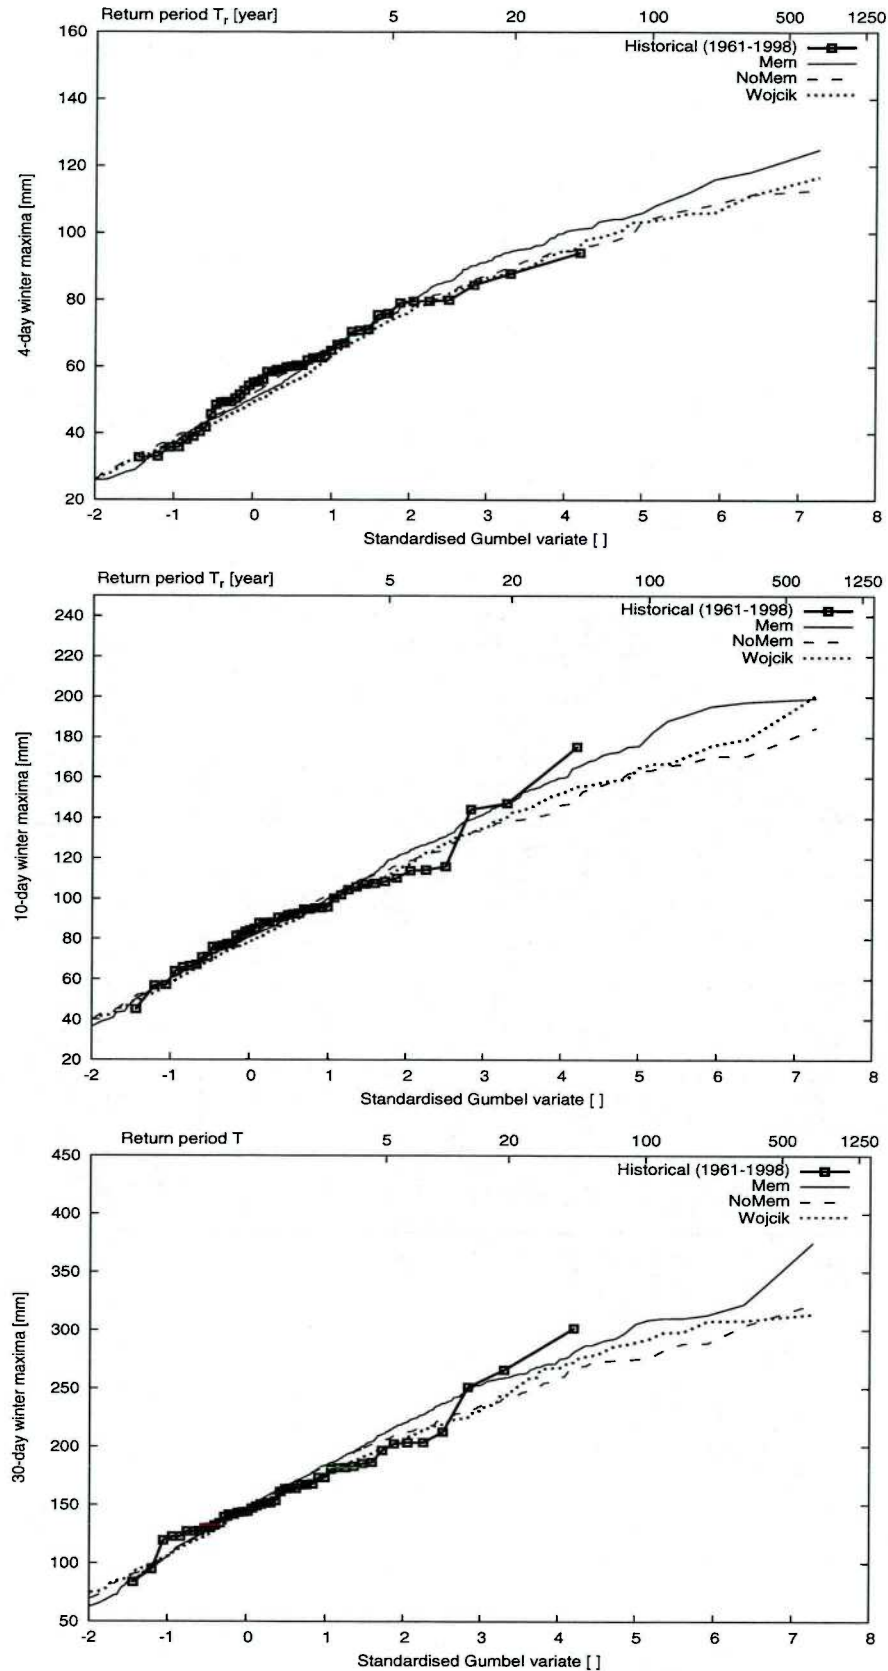 Return period Tr [year] 5 20 100 500 1250
160
Historical (1961-1998)
Mem
NoMem
Wojcik
140
120
100
80
60
40
20
4-day winter maxima [mm]
-2 -1 0 1 2 3 4 5 6 7 8
Standardised Gumbel variate [ ]
Return period Tr [year] 5 20 100 500 1250
Historical (1961-1998)
Mem
NoMem
Wojcik
240
220
200
180
160
140
120
100
80
60
40
20
10-day winter maxima [mm]
-2 -1 0 1 2 3 4 5 6 7 8
Standardised Gumbel variate [ ]
Return period T 5 20 100 500 1250
450
Historical (1961-1998)
Mem
NoMem
Wojcik
400
350
300
250
200
150
100
50
30-day winter maxima [mm]
-2 -1 0 1 2 3 4 5 6 7 8
Standardised Gumbel variate [ ]